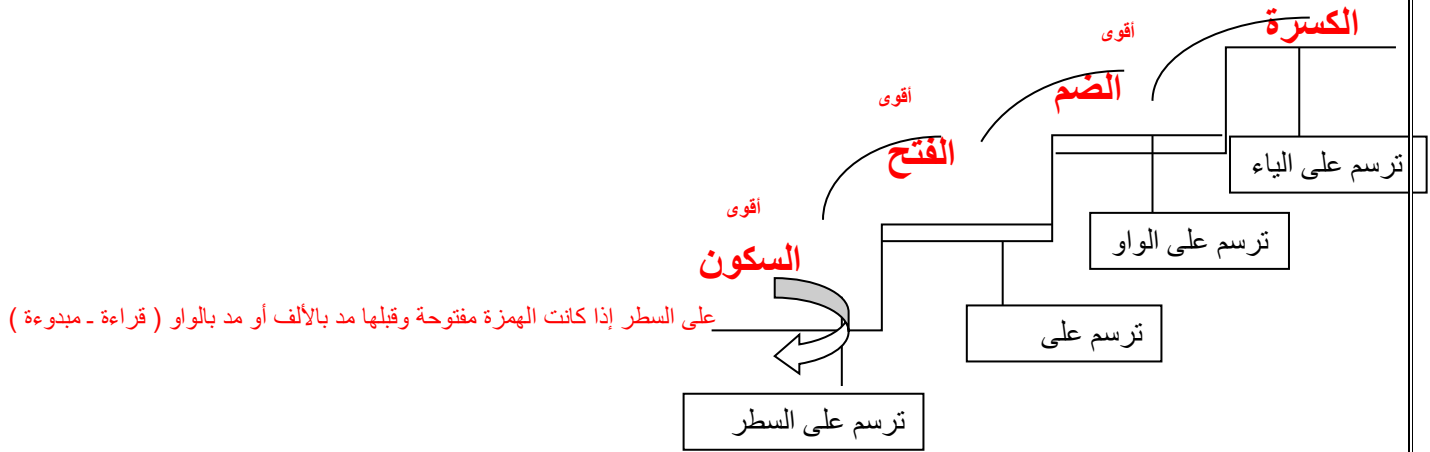 الكسرة
أقوى
الضم
أقوى
الفتح
ترسم على الياء
أقوى
ترسم على الواو
السكون
على السطر إذا كانت الهمزة مفتوحة وقبلها مد بالألف أو مد بالواو ( قراءة ـ مبدوءة )
ترسم على
ترسم على السطر